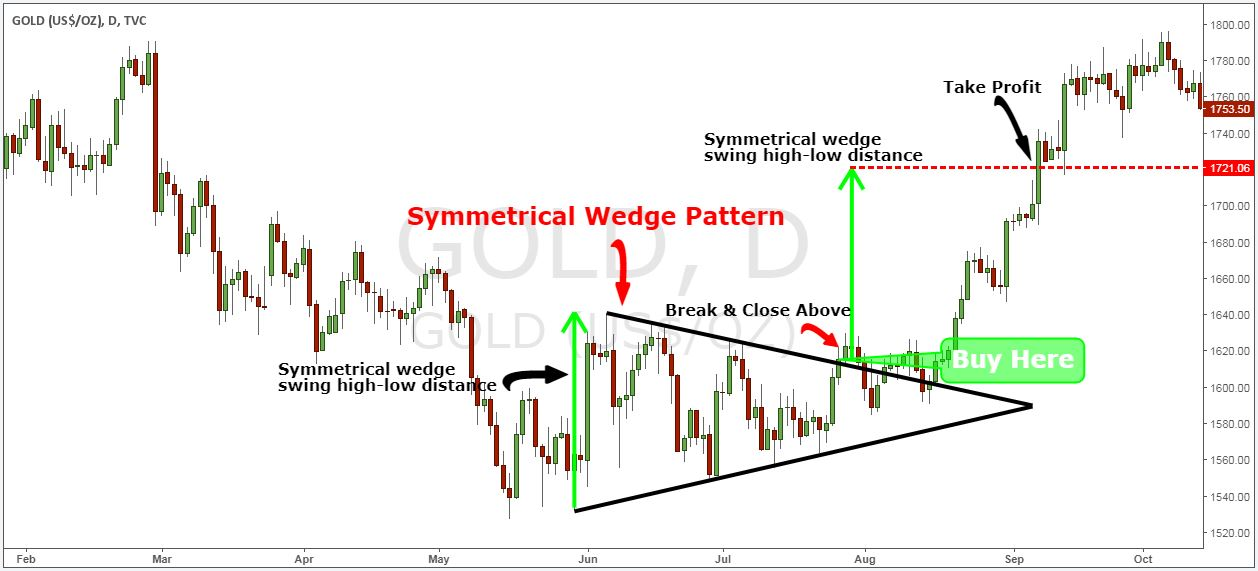 GOLD (US$/OZ), D, TVC
1800.00
1780.00
Take Profit
1760.00
1753.50
1740.00
Symmetrical wedge
swing high-low distance
1721.06
Symmetrical Wedge Pattern
1700.00
GOLD, D
1680.00
1660.00
Break & Close Above
1640.00
GOLD (US$/OZ)
1620.00
Buy Here
Symmetrical wedge
swing high-low distance
1600.00
1580.00
1560.00
1540.00
1520.00
Feb Mar Apr May Jun Jul Aug Sep Oct